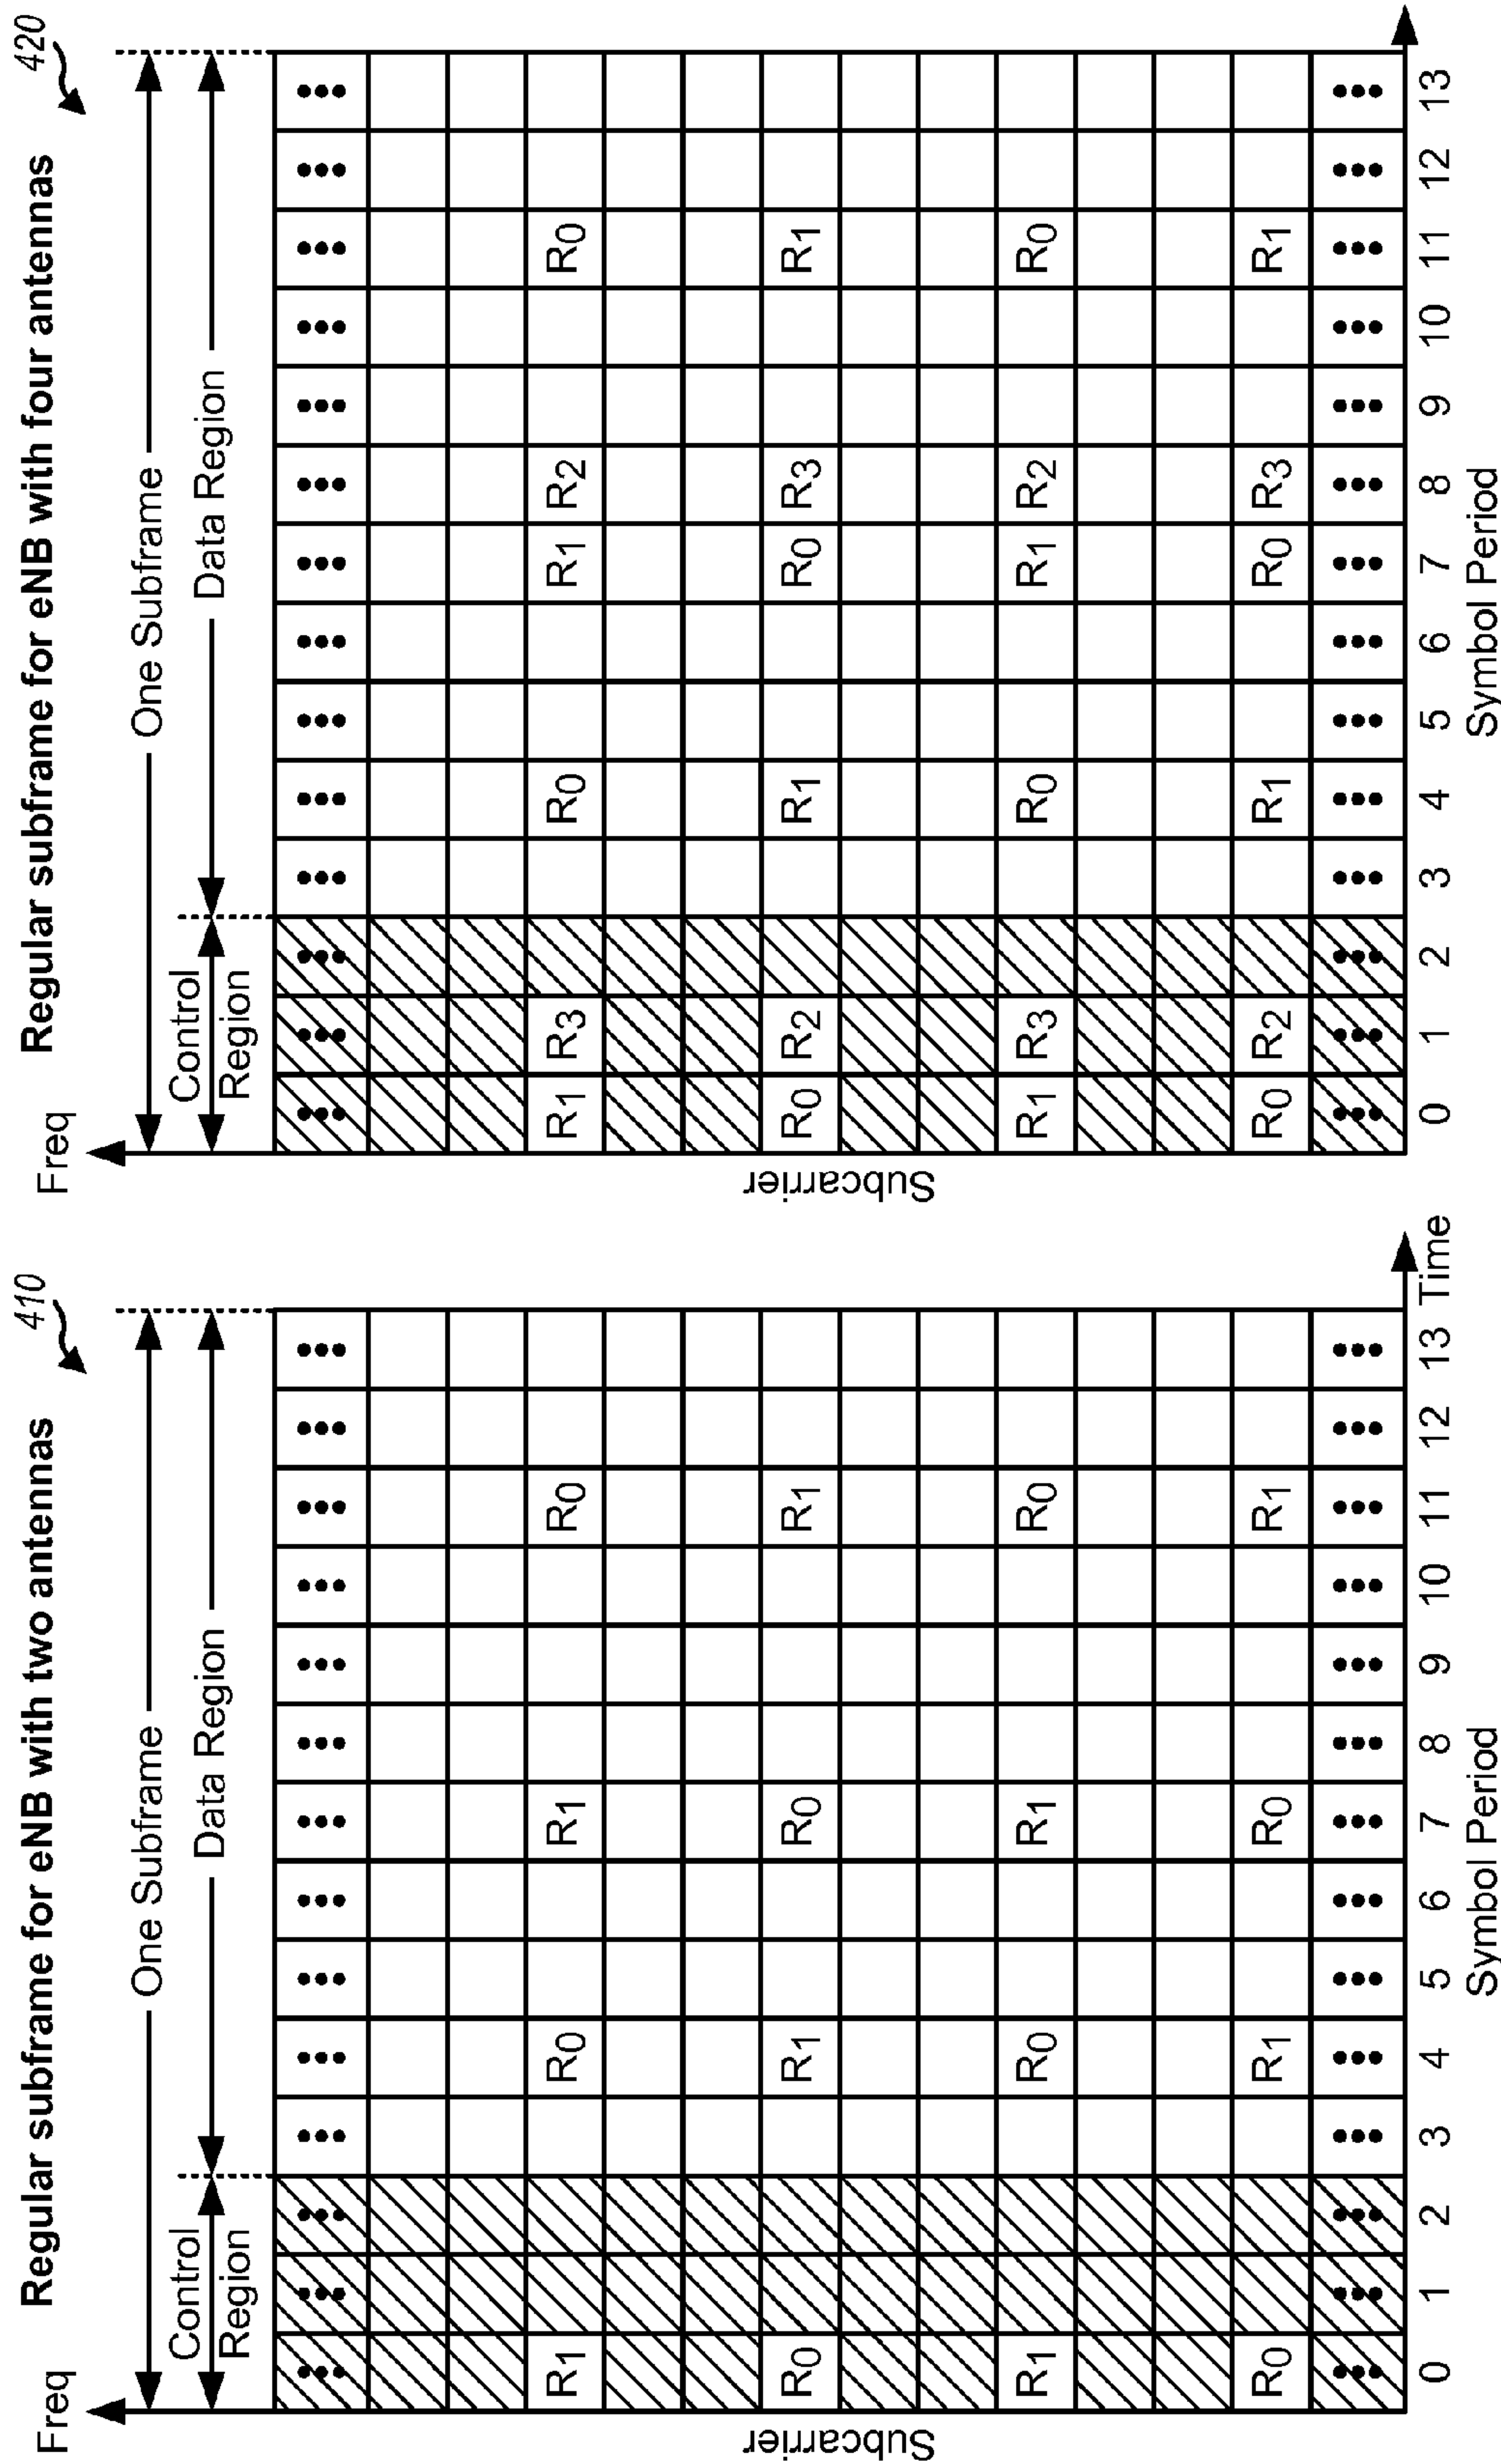 Regular subframe for eNB with two antennas
410
Freq
One Subframe
Control
Region
Data Region
Subcarrier
R1 R0 R1 R0
R0 R1 R0 R1
R1 R0 R1 R0
R0 R1 R0 R1
0 1 2 3 4 5 6 7 8 9 10 11 12 13 Time
Symbol Period
Regular subframe for eNB with four antennas
420
Freq
One Subframe
Control
Region
Data Region
Subcarrier
R1 R3 R0 R1 R2 R0
R0 R2 R1 R0 R3 R1
R1 R3 R0 R1 R2 R0
R0 R2 R1 R0 R3 R1
0 1 2 3 4 5 6 7 8 9 10 11 12 13
Symbol Period